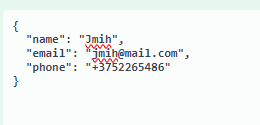 {
  "name": "Jmih",
  "email": "jmih@mail.com",
  "phone": "+3752265486"
}